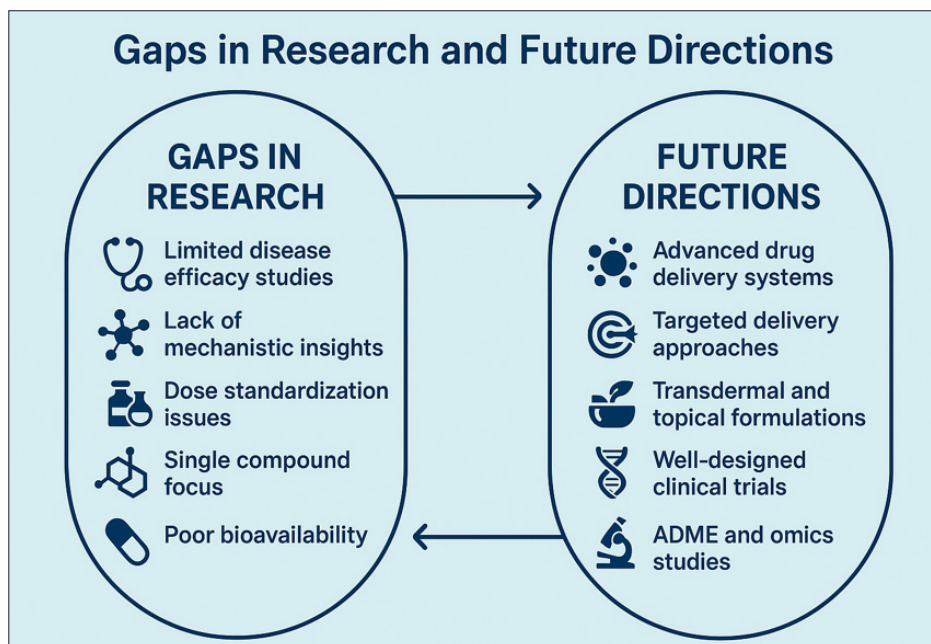 Gaps in Research and Future Directions
GAPS IN
RESEARCH
Limited disease
efficacy studies
Lack of
mechanistic insights
Dose standardization
issues
Single compound
focus
Poor bioavailability
FUTURE
DIRECTIONS
Advanced drug
delivery systems
Targeted delivery
approaches
Transdermal and
topical formulations
Well-designed
clinical trials
ADME and omics
studies